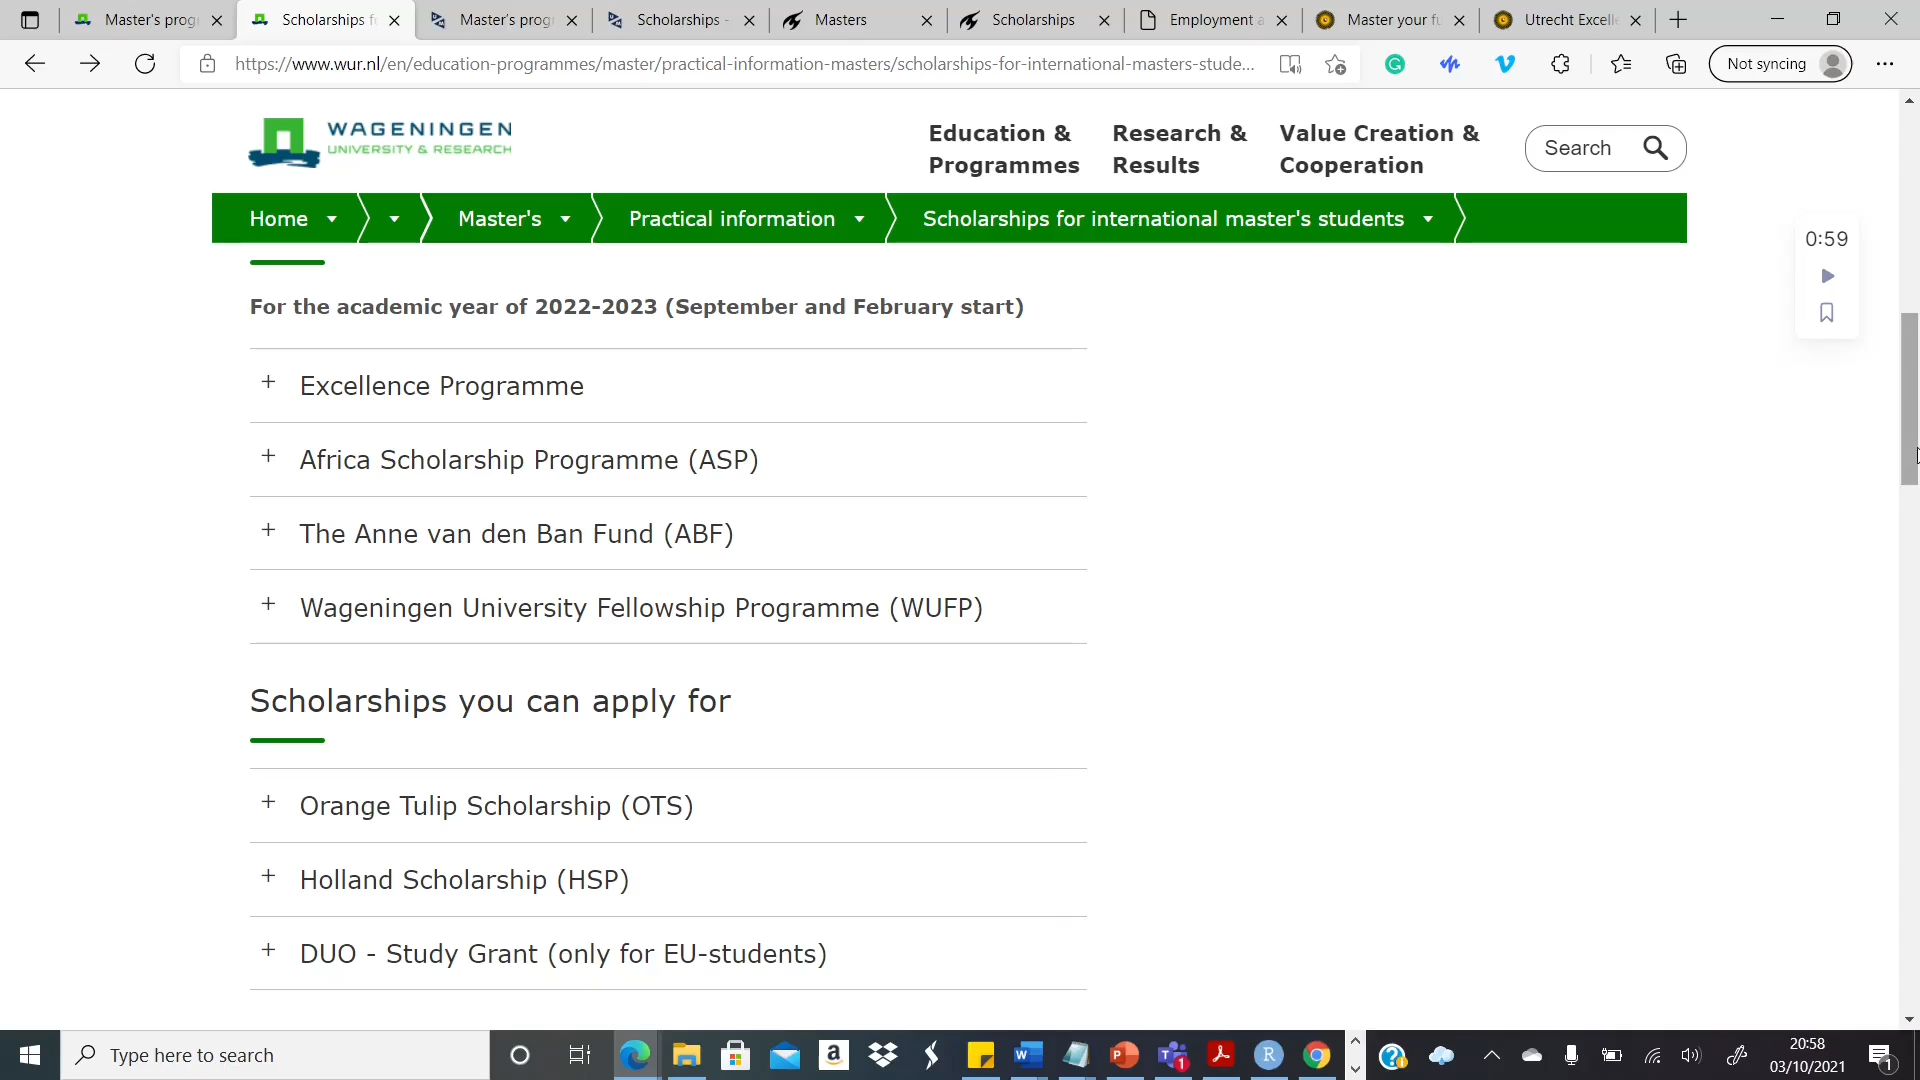 Master's prog
Scholarships f
Master's prog
Scholarships -
Masters
Scholarships
Employment a
Master your fu
Utrecht Excelle
https://www.wur.nl/en/education-programmes/master/practical-information-masters/scholarships-for-international-masters-stude...
Not syncing
WAGENINGEN
UNIVERSITY & RESEARCH
Education &
Programmes
Research &
Results
Value Creation &
Cooperation
Search
Home
Master's
Practical information
Scholarships for international master's students
0:59
For the academic year of 2022-2023 (September and February start)
+ Excellence Programme
+ Africa Scholarship Programme (ASP)
+ The Anne van den Ban Fund (ABF)
+ Wageningen University Fellowship Programme (WUFP)
Scholarships you can apply for
+ Orange Tulip Scholarship (OTS)
+ Holland Scholarship (HSP)
+ DUO - Study Grant (only for EU-students)
Type here to search
20:58
03/10/2021
1